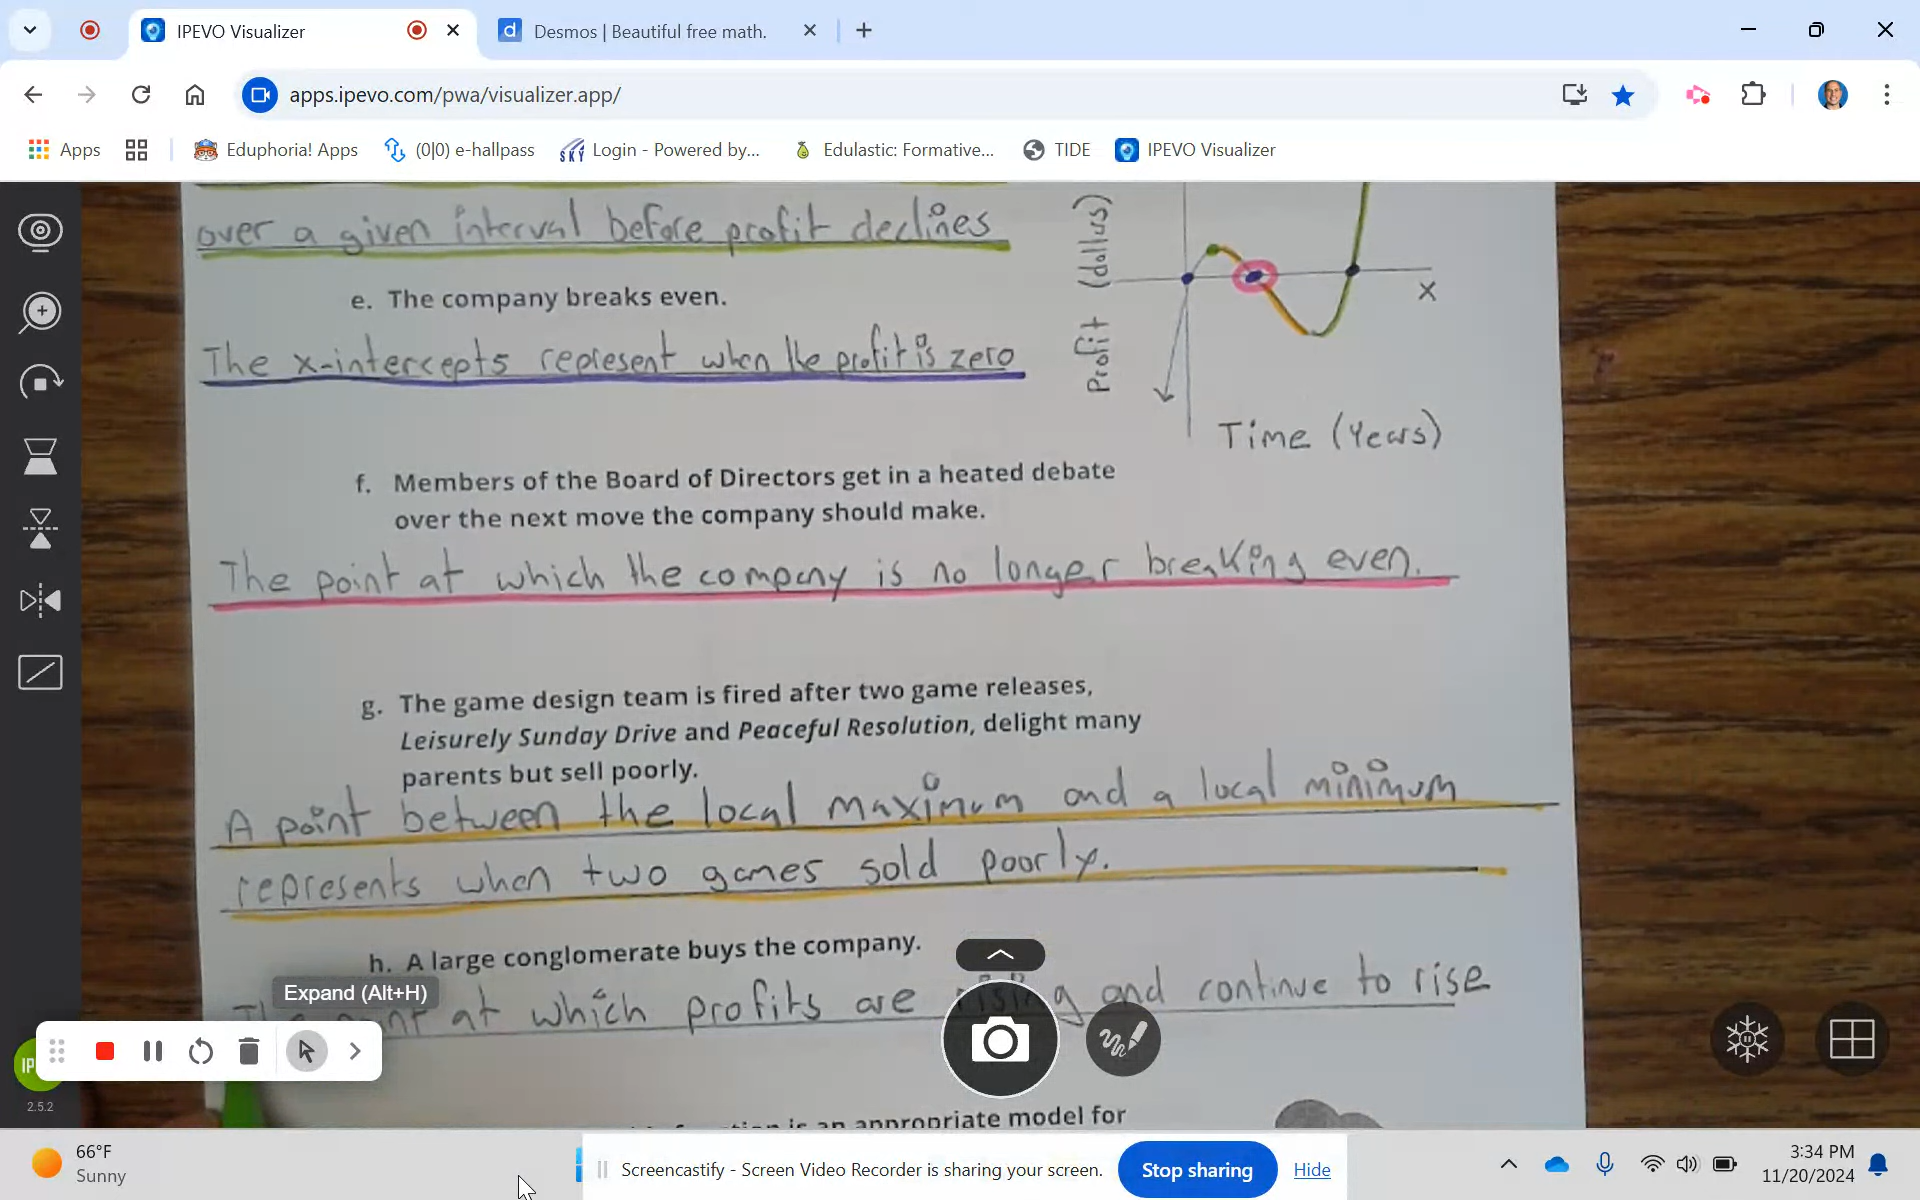 IPEVO Visualizer
Desmos | Beautiful free math.
apps.ipevo.com/pwa/visualizer.app/
Apps
Eduphoria! Apps
(0|0) e-hallpass
Login - Powered by...
Edulastic: Formative...
TIDE
IPEVO Visualizer
over a given interval before profit declines
e. The company breaks even.
The x-intercepts represent when the profit is zero
Profit (dollars)
X
Time (Years)
f. Members of the Board of Directors get in a heated debate
over the next move the company should make.
The point at which the company is no longer breaking even.
g. The game design team is fired after two game releases,
Leisurely Sunday Drive and Peaceful Resolution, delight many
parents but sell poorly.
A point between the local maximum and a local minimum
represents when two games sold poorly.
h. A large conglomerate buys the company.
at which profits are rising and continue to rise
Expand (Alt+H)
2.5.2
is an appropriate model for
66°F
Sunny
Screencastify - Screen Video Recorder is sharing your screen.
Stop sharing
Hide
3:34 PM
11/20/2024